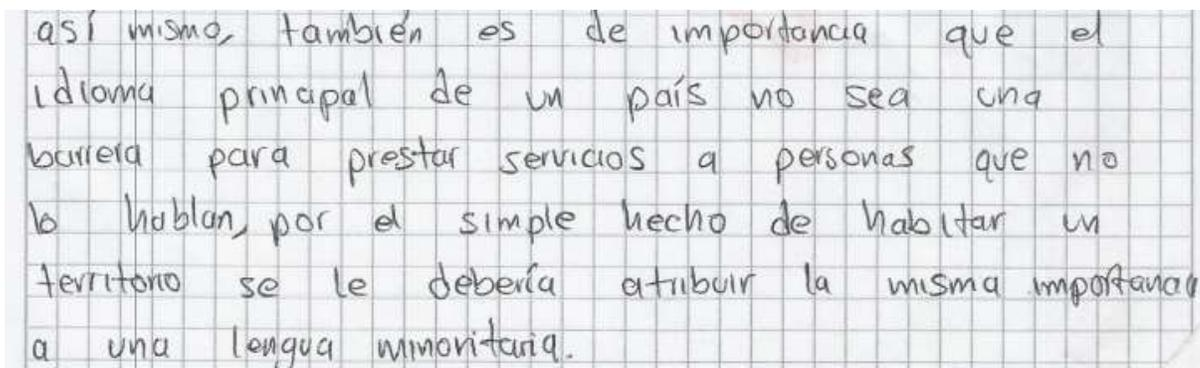 así mismo, también es de importancia que el
idioma principal de un país no sea una
barrera para prestar servicios a personas que no
lo hablan, por el simple hecho de habitar un
territorio se le debería atribuir la misma importancia
a una lengua minoritaria.